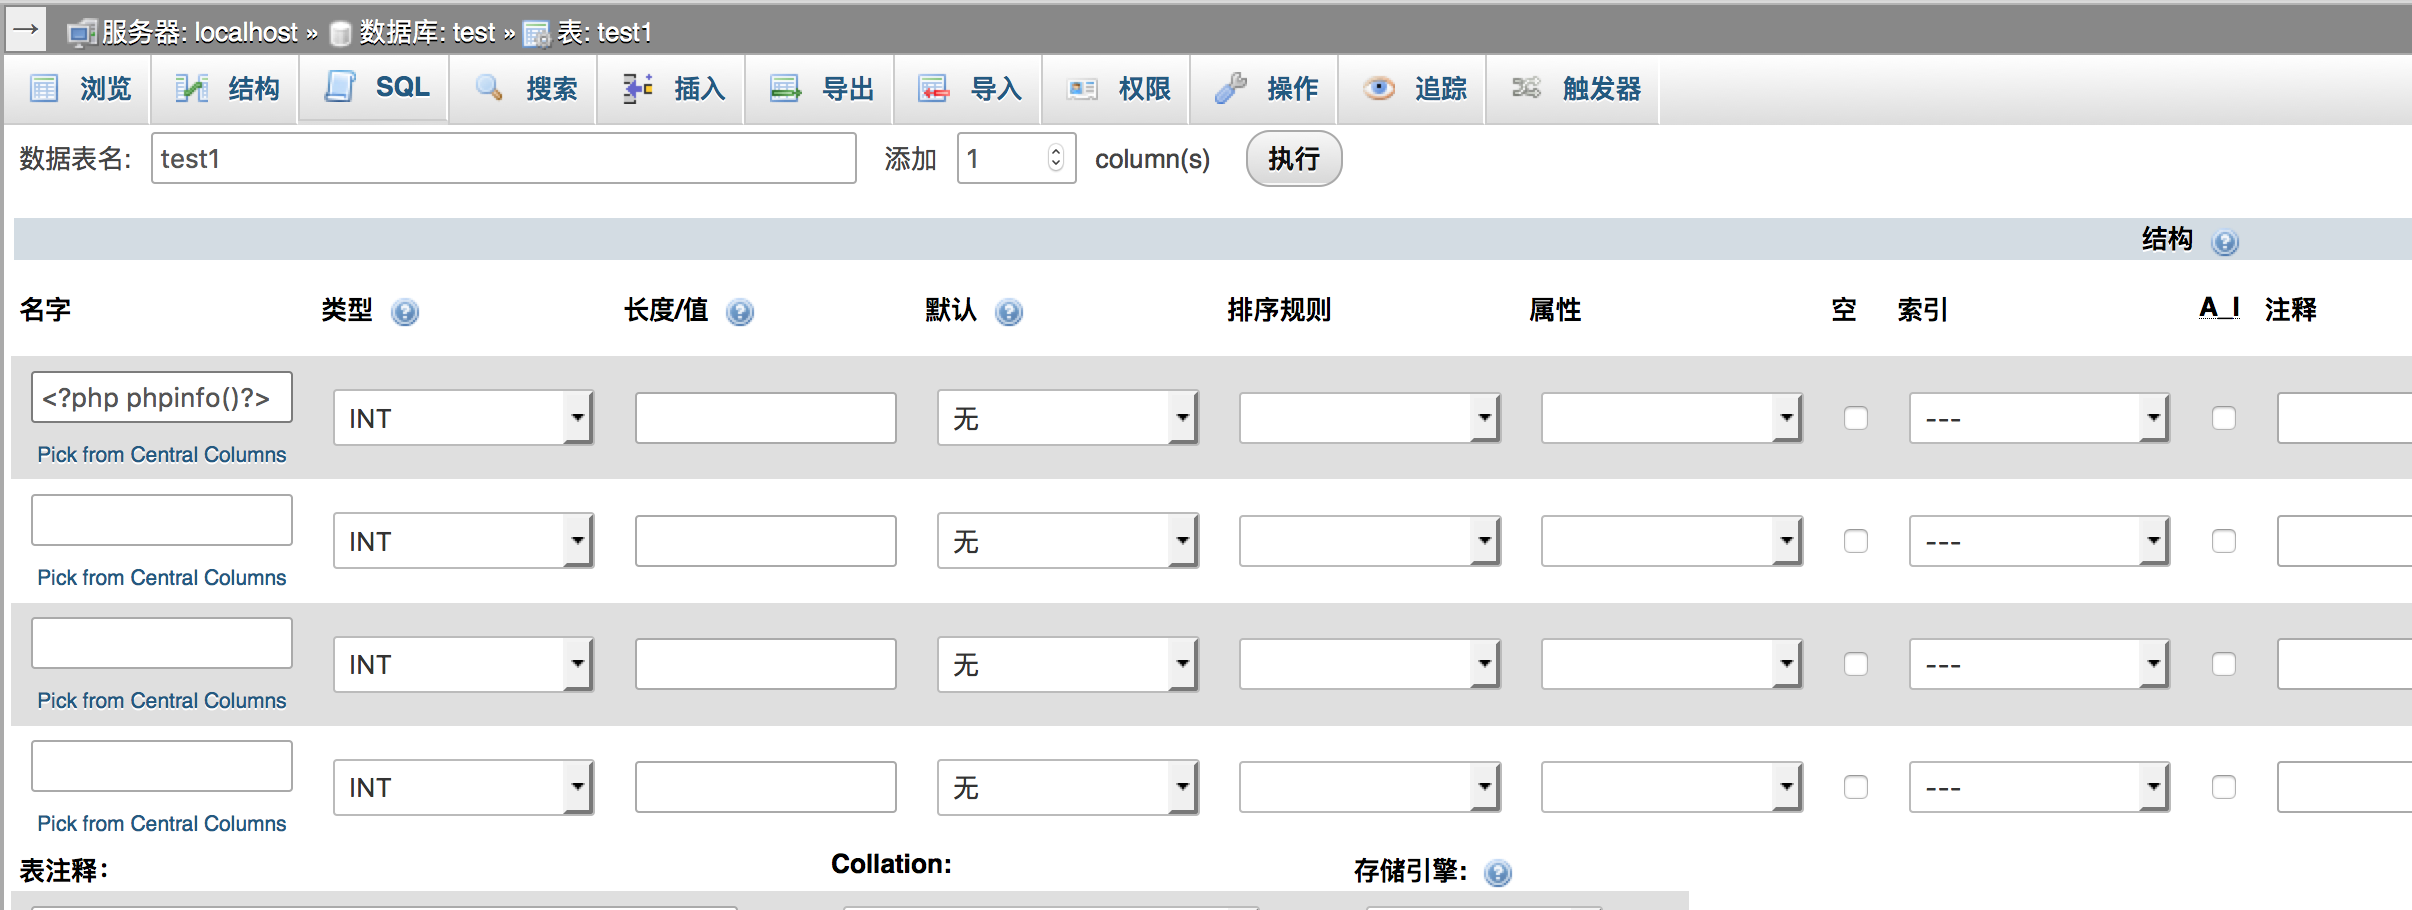 → 服务器: localhost » 数据库: test » 表: test1
浏览 结构 SQL 搜索 插入 导出 导入 权限 操作 追踪 触发器
数据表名: test1 添加 1 column(s) 执行
结构
名字 类型 长度/值 默认 排序规则 属性 空 索引 A_I 注释
<?php phpinfo()?> INT 无 ---
Pick from Central Columns
INT 无 ---
Pick from Central Columns
INT 无 ---
Pick from Central Columns
INT 无 ---
Pick from Central Columns
表注释: Collation: 存储引擎: